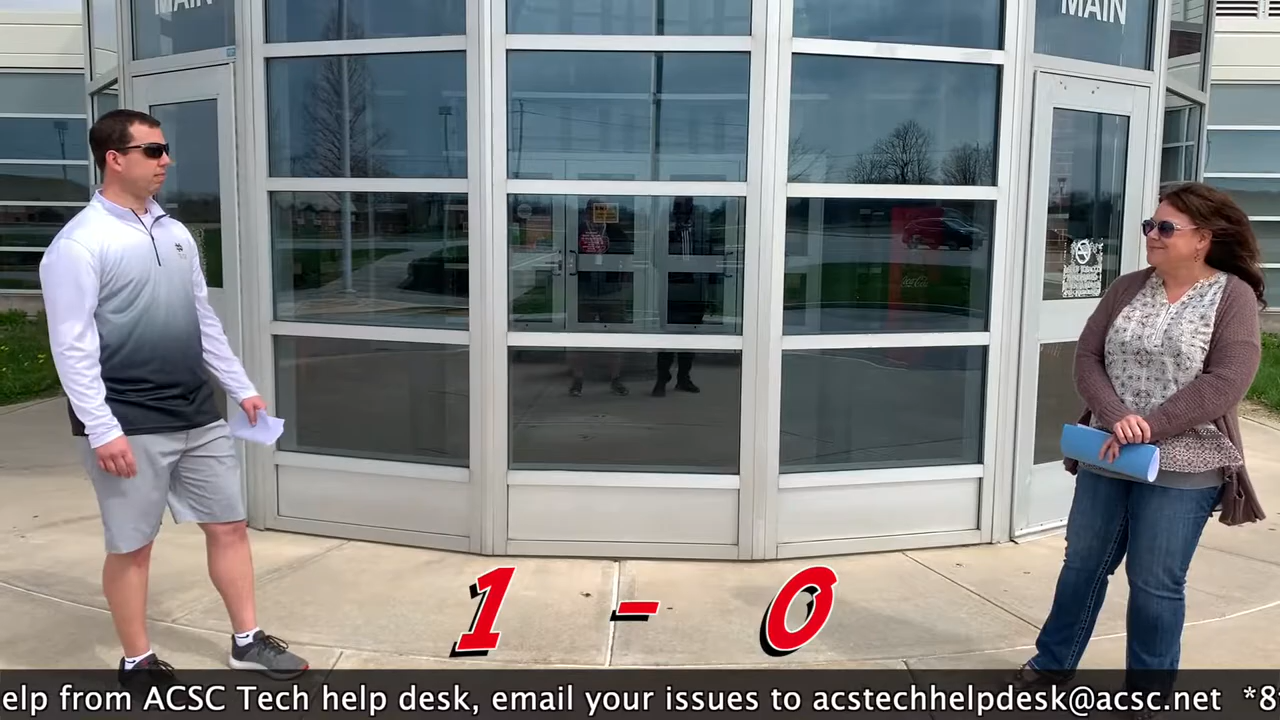 MAIN
MAIN
1 - 0
elp from ACSC Tech help desk, email your issues to acstechhelpdesk@acsc.net *8